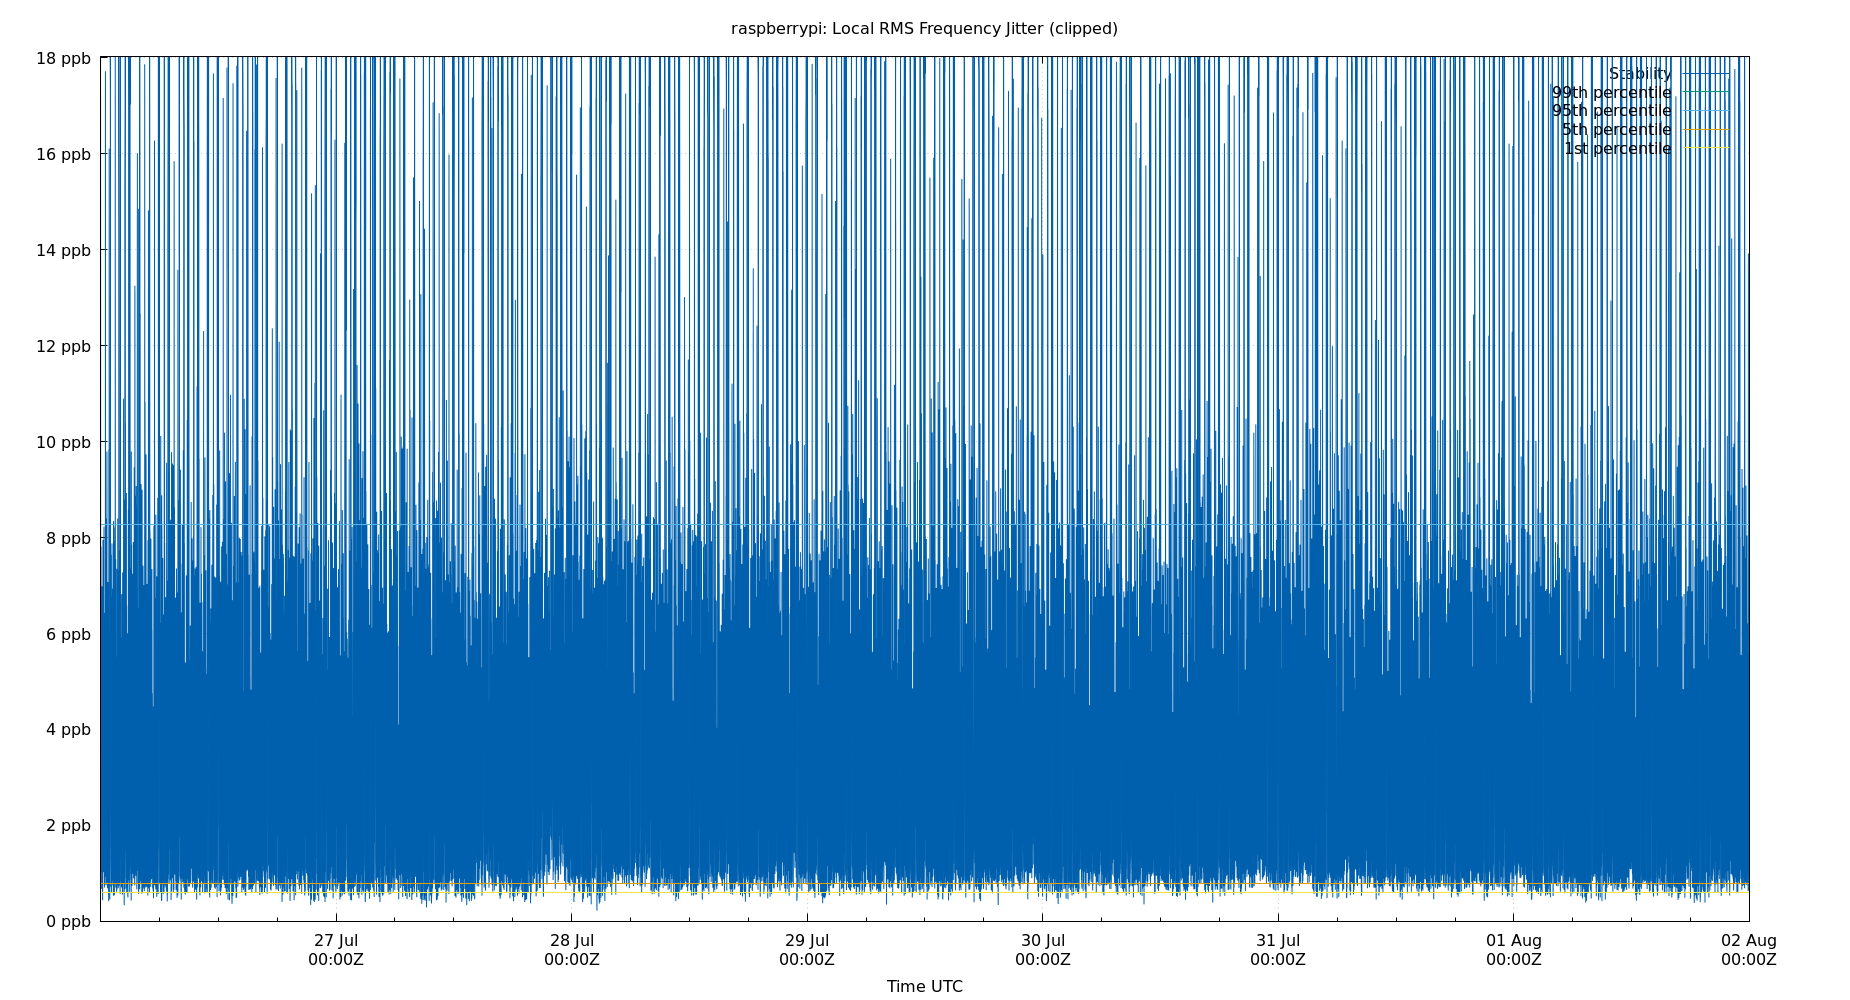 raspberrypi: Local RMS Frequency Jitter (clipped)
18 ppb
16 ppb
14 ppb
12 ppb
10 ppb
8 ppb
6 ppb
4 ppb
2 ppb
0 ppb
Stability
99th percentile
95th percentile
5th percentile
1st percentile
27 Jul
00:00Z
28 Jul
00:00Z
29 Jul
00:00Z
30 Jul
00:00Z
31 Jul
00:00Z
01 Aug
00:00Z
02 Aug
00:00Z
Time UTC